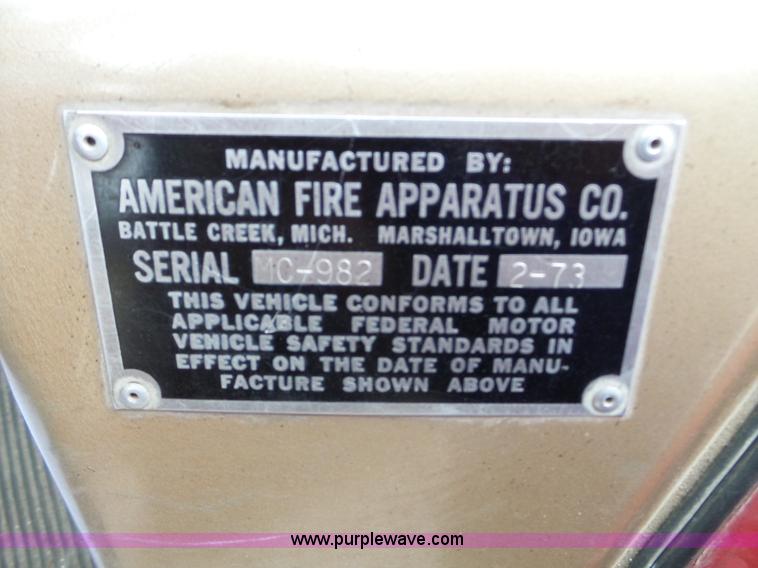 MANUFACTURED BY:
AMERICAN FIRE APPARATUS CO.
BATTLE CREEK, MICH. MARSHALLTOWN, IOWA
SERIAL MC-982 DATE 2-73
THIS VEHICLE CONFORMS TO ALL
APPLICABLE FEDERAL MOTOR
VEHICLE SAFETY STANDARDS IN
EFFECT ON THE DATE OF MANU-
FACTURE SHOWN ABOVE
www.purplewave.com